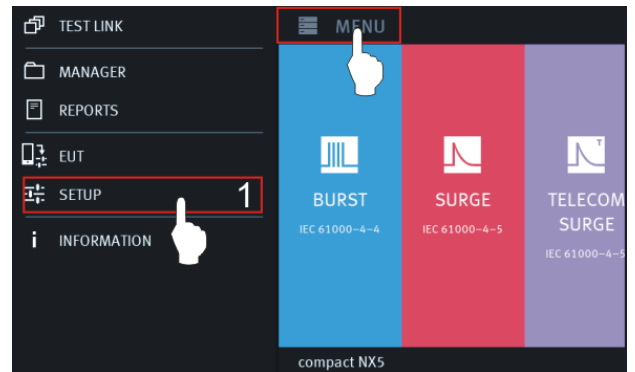 TEST LINK
MANAGER
REPORTS
EUT
SETUP 1
INFORMATION
MENU
BURST
IEC 61000-4-4
SURGE
IEC 61000-4-5
T
TELECOM
SURGE
IEC 61000-4-5
compact NX5